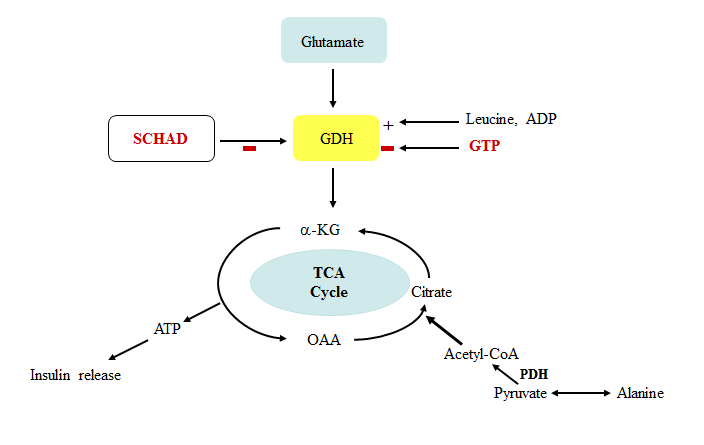 Glutamate
SCHAD
GDH
+
Leucine, ADP
-
-
GTP
α-KG
TCA
Cycle
Citrate
ATP
OAA
Acetyl-CoA
Insulin release
PDH
Pyruvate
Alanine